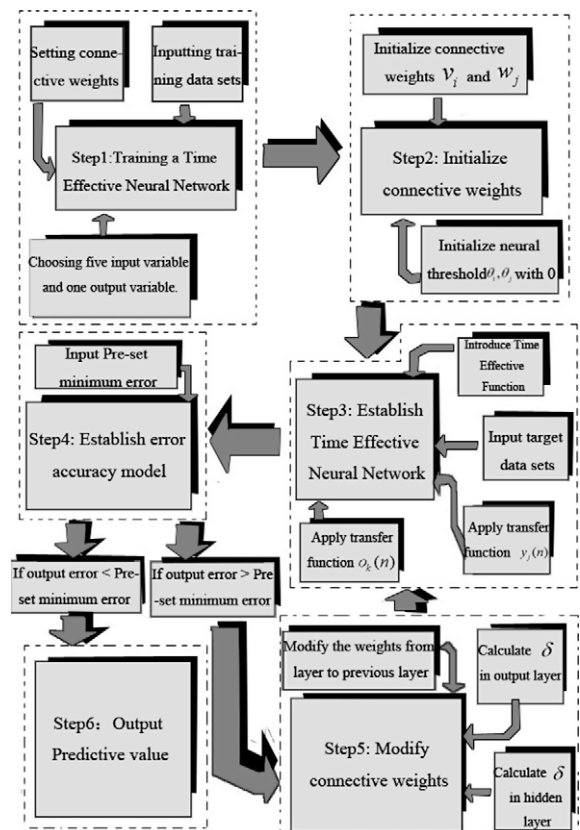 Setting conne-
ctive weights
Inputting trai-
ning data sets
Step1:Training a Time
Effective Neural Network
Choosing five input variable
and one output variable.
Initialize connective
weights v_i and w_j
Step2: Initialize
connective weights
Initialize neural
threshold θ_i, θ_j with 0
Introduce Time
Effective
Function
Step3: Establish
Time Effective
Neural Network
Input target
data sets
Apply transfer
function o_k(n)
Apply transfer
function y_j(n)
Input Pre-set
minimum error
Step4: Establish error
accuracy model
If output error < Pre-
set minimum error
If output error > Pre
-set minimum error
Modify the weights from
layer to previous layer
Calculate δ
in output layer
Step5: Modify
connective weights
Calculate δ
in hidden
layer
Step6: Output
Predictive value